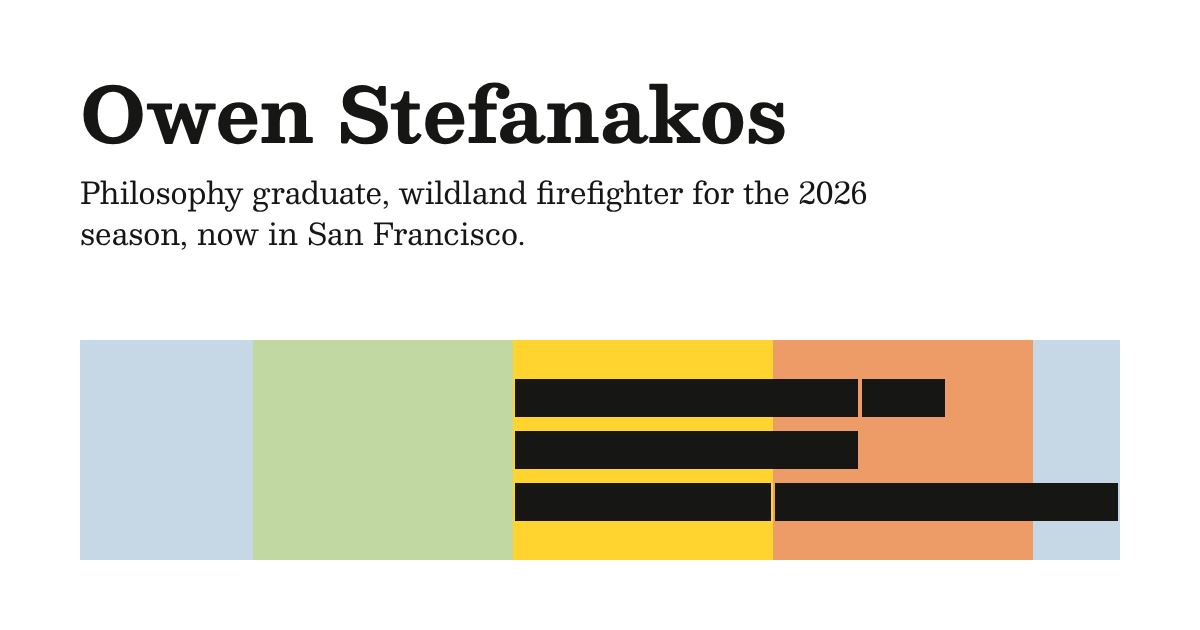 Owen Stefanakos
Philosophy graduate, wildland firefighter for the 2026
season, now in San Francisco.